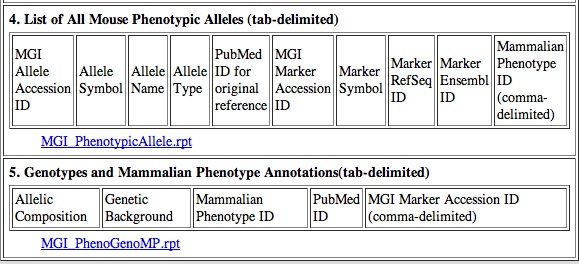 4. List of All Mouse Phenotypic Alleles (tab-delimited)
MGI Allele Accession ID
Allele Symbol
Allele Name
Allele Type
PubMed ID for original reference
MGI Marker Accession ID
Marker Symbol
Marker RefSeq ID
Marker Ensembl ID
Mammalian Phenotype ID (comma-delimited)
MGI_PhenotypicAllele.rpt
5. Genotypes and Mammalian Phenotype Annotations(tab-delimited)
Allelic Composition
Genetic Background
Mammalian Phenotype ID
PubMed ID
MGI Marker Accession ID (comma-delimited)
MGI_PhenoGenoMP.rpt